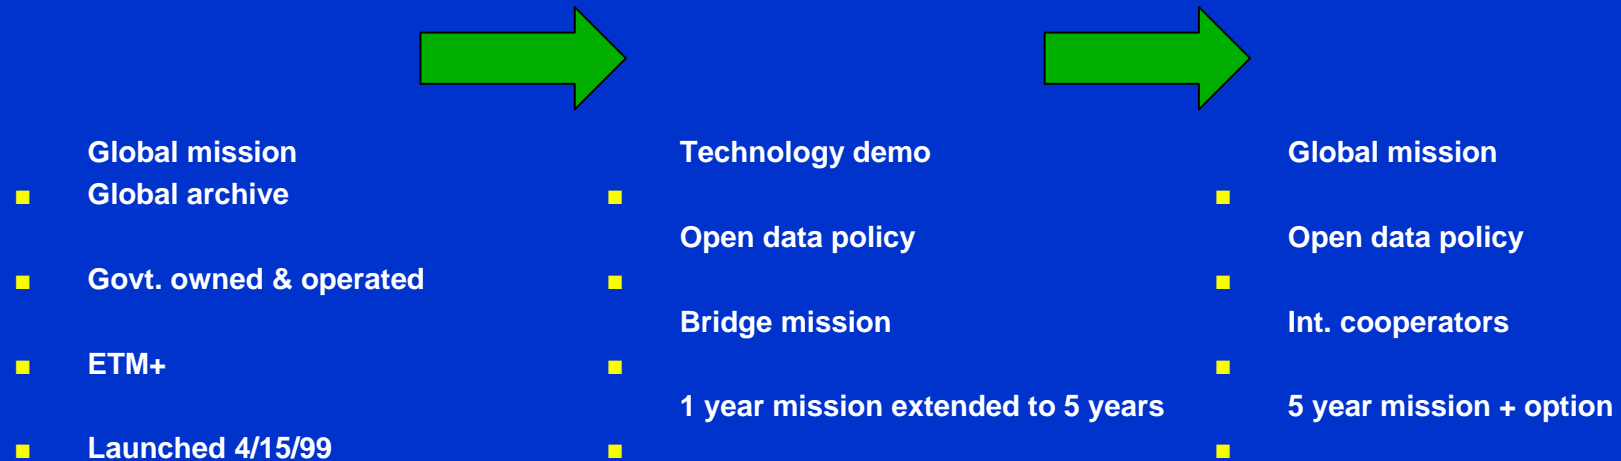 Global mission
Global archive
Govt. owned & operated
ETM+
Launched 4/15/99
Technology demo
Open data policy
Bridge mission
1 year mission extended to 5 years
Global mission
Open data policy
Int. cooperators
5 year mission + option